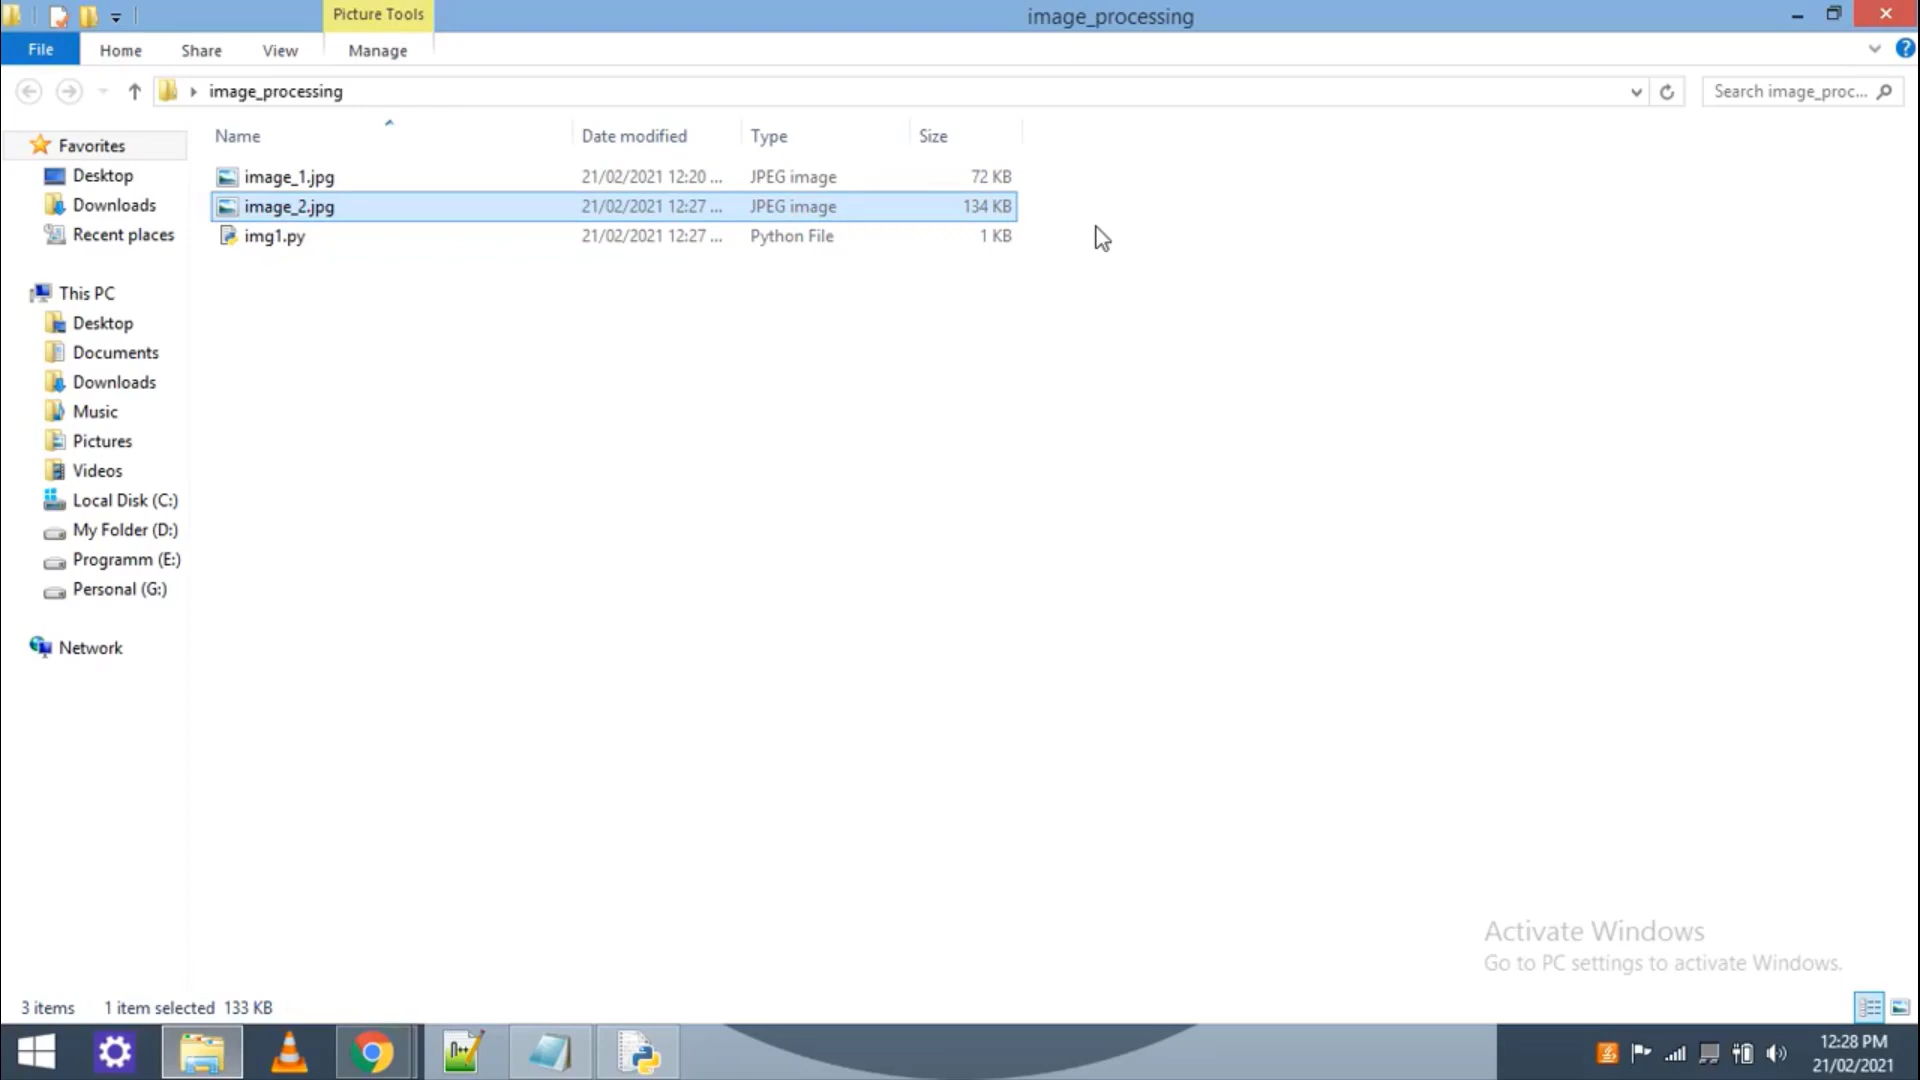 Picture Tools
image_processing
File Home Share View Manage
image_processing
Search image_proc...
Name Date modified Type Size
image_1.jpg 21/02/2021 12:20 ... JPEG image 72 KB
image_2.jpg 21/02/2021 12:27 ... JPEG image 134 KB
img1.py 21/02/2021 12:27 ... Python File 1 KB
Favorites
Desktop
Downloads
Recent places
This PC
Desktop
Documents
Downloads
Music
Pictures
Videos
Local Disk (C:)
My Folder (D:)
Programm (E:)
Personal (G:)
Network
Activate Windows
Go to PC settings to activate Windows.
3 items 1 item selected 133 KB
12:28 PM
21/02/2021